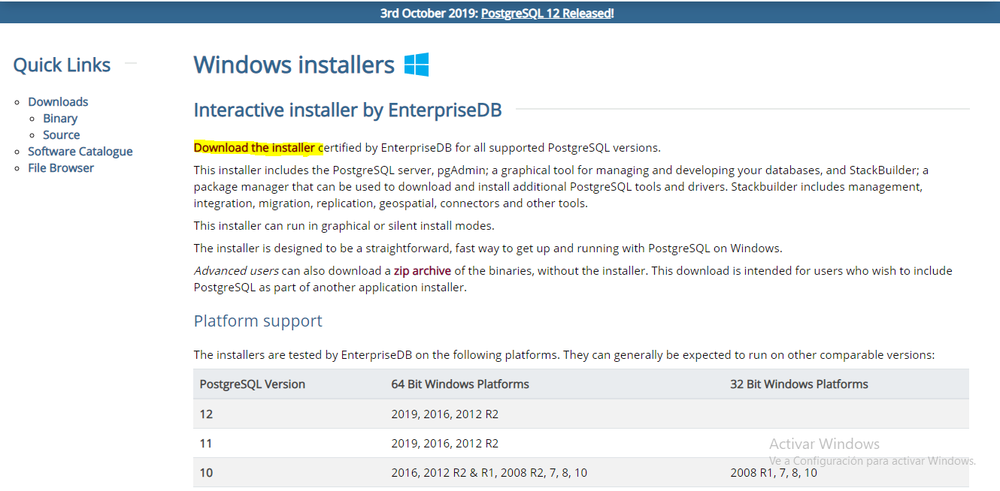 3rd October 2019: PostgreSQL 12 Released!
Quick Links
Downloads
Binary
Source
Software Catalogue
File Browser
Windows installers
Interactive installer by EnterpriseDB
Download the installer certified by EnterpriseDB for all supported PostgreSQL versions.
This installer includes the PostgreSQL server, pgAdmin; a graphical tool for managing and developing your databases, and StackBuilder; a
package manager that can be used to download and install additional PostgreSQL tools and drivers. Stackbuilder includes management,
integration, migration, replication, geospatial, connectors and other tools.
This installer can run in graphical or silent install modes.
The installer is designed to be a straightforward, fast way to get up and running with PostgreSQL on Windows.
Advanced users can also download a zip archive of the binaries, without the installer. This download is intended for users who wish to include
PostgreSQL as part of another application installer.
Platform support
The installers are tested by EnterpriseDB on the following platforms. They can generally be expected to run on other comparable versions:
PostgreSQL Version 64 Bit Windows Platforms 32 Bit Windows Platforms
12 2019, 2016, 2012 R2
11 2019, 2016, 2012 R2
10 2016, 2012 R2 & R1, 2008 R2, 7, 8, 10 2008 R1, 7, 8, 10
Activar Windows
Ve a Configuración para activar Windows.